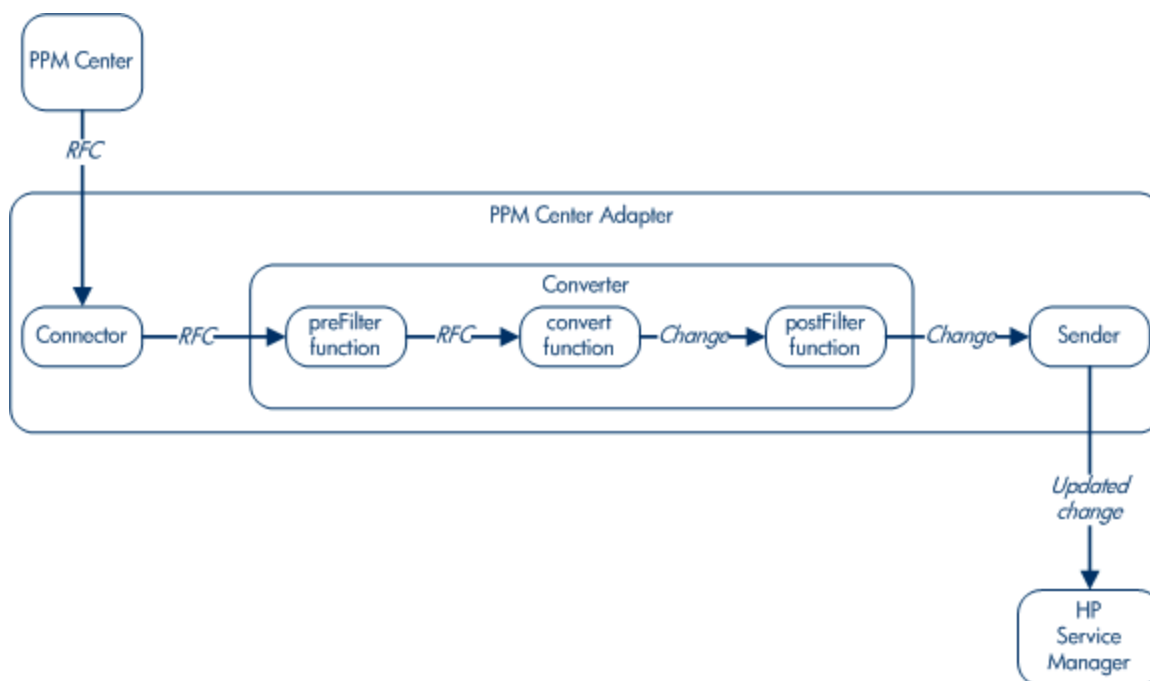 PPM Center
RFC
PPM Center Adapter
Converter
Connector
RFC
preFilter
function
RFC
convert
function
Change
postFilter
function
Change
Sender
Updated
change
HP
Service
Manager